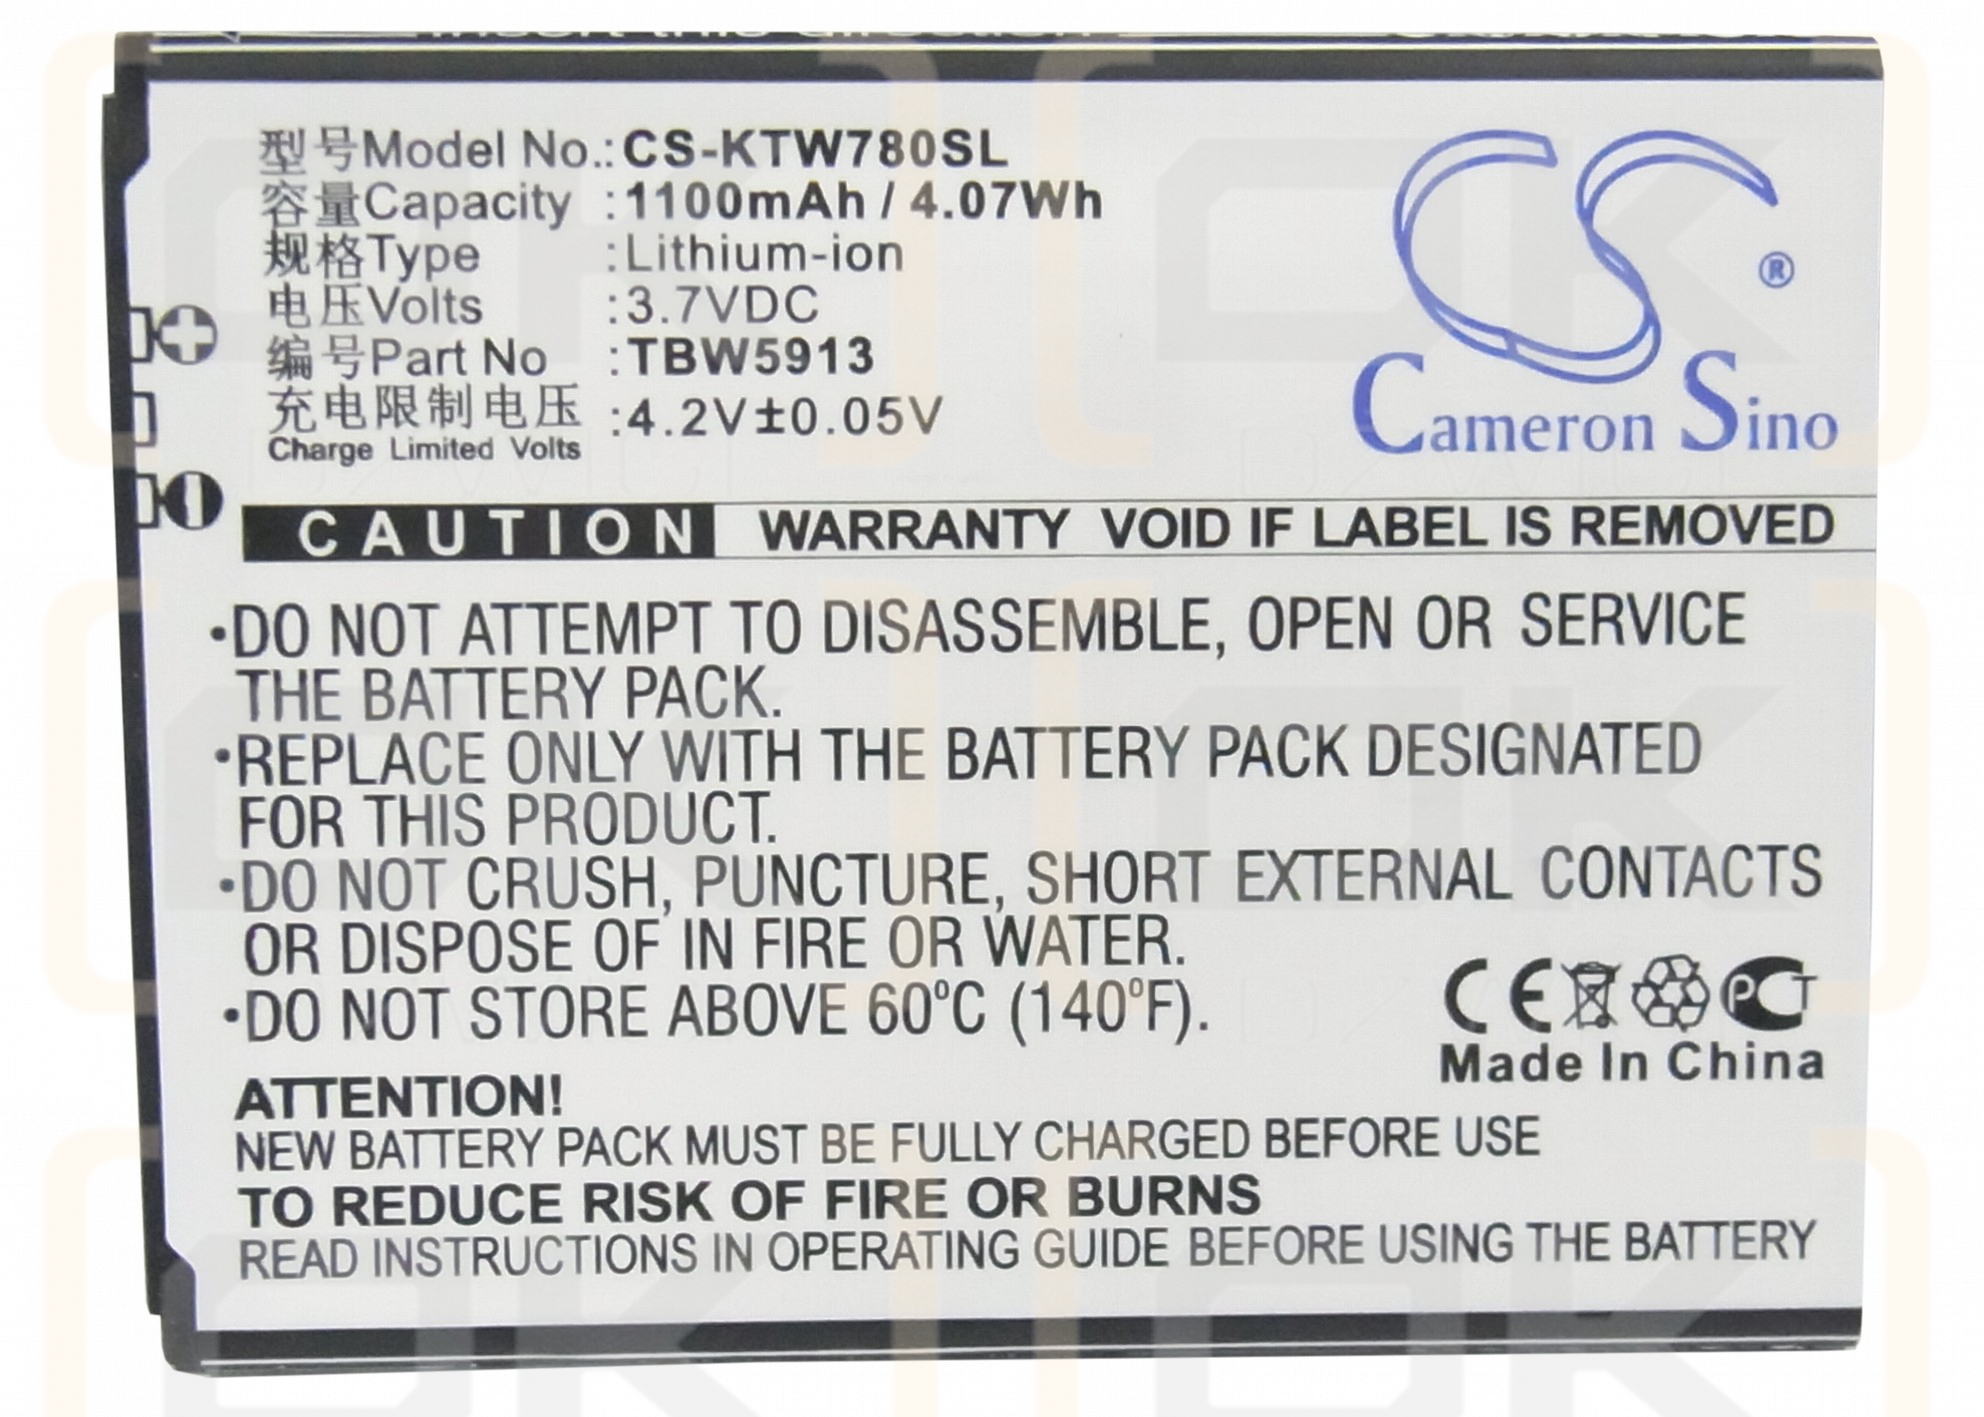 型号Model No.:CS-KTW780SL
容量Capacity :1100mAh / 4.07Wh
规格Type :Lithium-ion
电压Volts :3.7VDC
编号Part No :TBW5913
充电限制电压 :4.2V±0.05V
Charge Limited Volts
CS®
Cameron Sino
CAUTION WARRANTY VOID IF LABEL IS REMOVED
•DO NOT ATTEMPT TO DISASSEMBLE, OPEN OR SERVICE
THE BATTERY PACK.
•REPLACE ONLY WITH THE BATTERY PACK DESIGNATED
FOR THIS PRODUCT.
•DO NOT CRUSH, PUNCTURE, SHORT EXTERNAL CONTACTS
OR DISPOSE OF IN FIRE OR WATER.
•DO NOT STORE ABOVE 60°C (140°F).
CE PCT
Made In China
ATTENTION!
NEW BATTERY PACK MUST BE FULLY CHARGED BEFORE USE
TO REDUCE RISK OF FIRE OR BURNS
READ INSTRUCTIONS IN OPERATING GUIDE BEFORE USING THE BATTERY